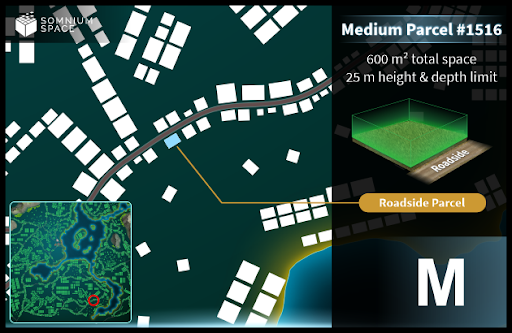 SOMNIUM
SPACE
Medium Parcel #1516
600 m² total space
25 m height & depth limit
Roadside
Roadside Parcel
M